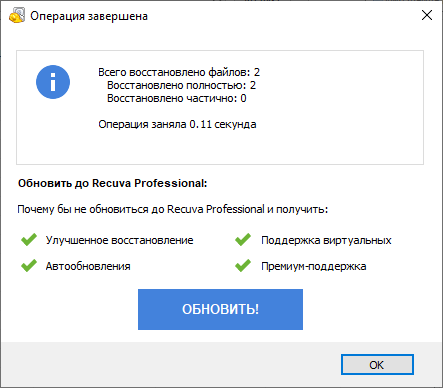 Операция завершена
Всего восстановлено файлов: 2
Восстановлено полностью: 2
Восстановлено частично: 0
Операция заняла 0.11 секунда
Обновить до Recuva Professional:
Почему бы не обновиться до Recuva Professional и получить:
Улучшенное восстановление
Поддержка виртуальных
Автообновления
Премиум-поддержка
ОБНОВИТЬ!
OK